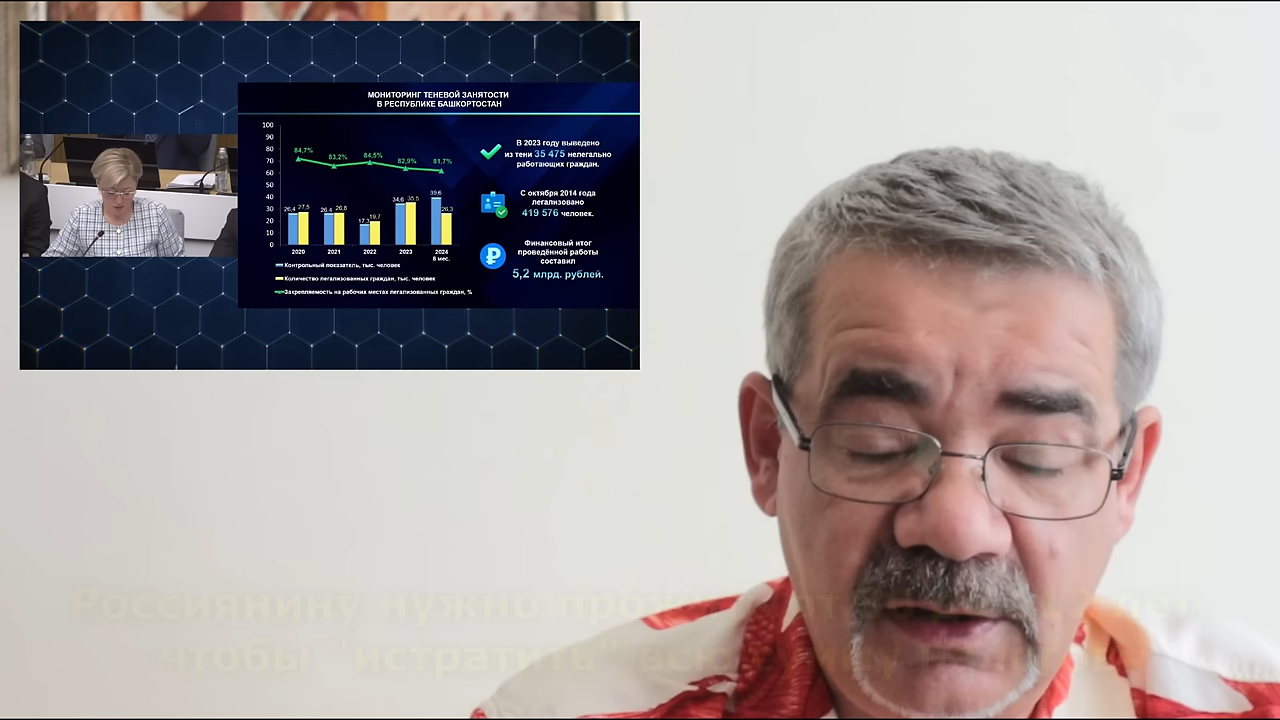 МОНИТОРИНГ ТЕНЕВОЙ ЗАНЯТОСТИ
В РЕСПУБЛИКЕ БАШКОРТОСТАН
100
90
80
70
60
50
40
30
20
10
0
84,7%
83,2%
84,5%
82,9%
81,7%
26,4 27,5
26,4 26,8
17,3 19,7
34,6 35,5
39,6 26,3
2020 2021 2022 2023 2024
8 мес.
Контрольный показатель, тыс. человек
Количество легализованных граждан, тыс. человек
Закрепляемость на рабочих местах легализованных граждан, %
В 2023 году выведено
из тени 35 475 нелегально
работающих граждан.
С октября 2014 года
легализовано
419 576 человек.
Финансовый итог
проведённой работы
составил
5,2 млрд. рублей.
Россиянину нужно
чтобы "истратить"